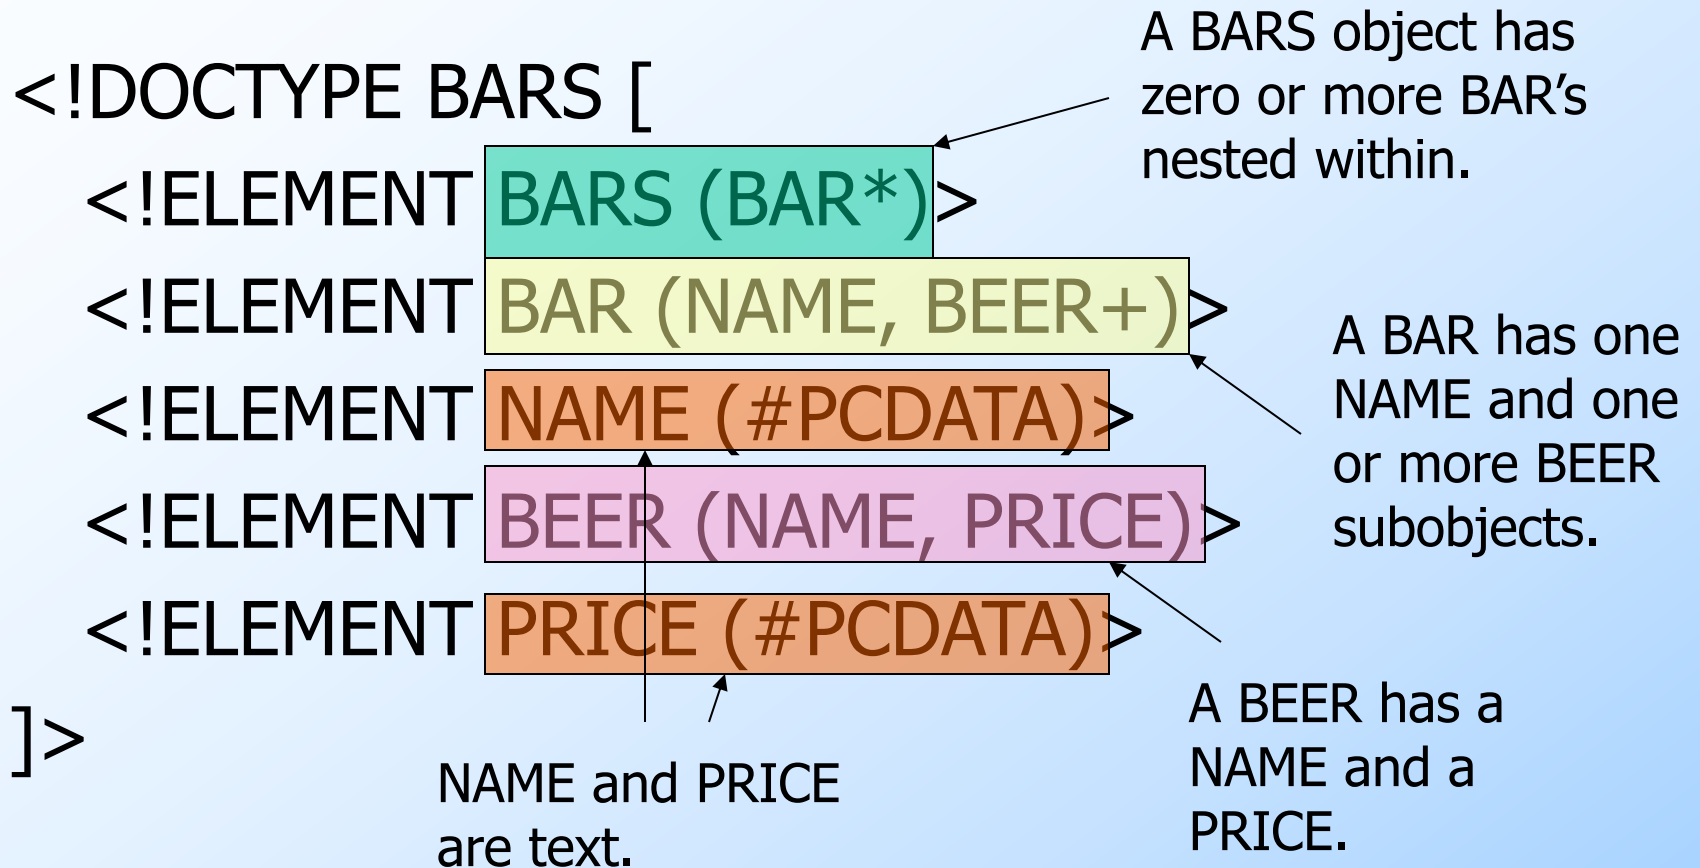 <!DOCTYPE BARS [
<!ELEMENT BARS (BAR*)>
<!ELEMENT BAR (NAME, BEER+)>
<!ELEMENT NAME (#PCDATA)>
<!ELEMENT BEER (NAME, PRICE)>
<!ELEMENT PRICE (#PCDATA)>
]>
A BARS object has
zero or more BAR’s
nested within.
A BAR has one
NAME and one
or more BEER
subobjects.
A BEER has a
NAME and a
PRICE.
NAME and PRICE
are text.